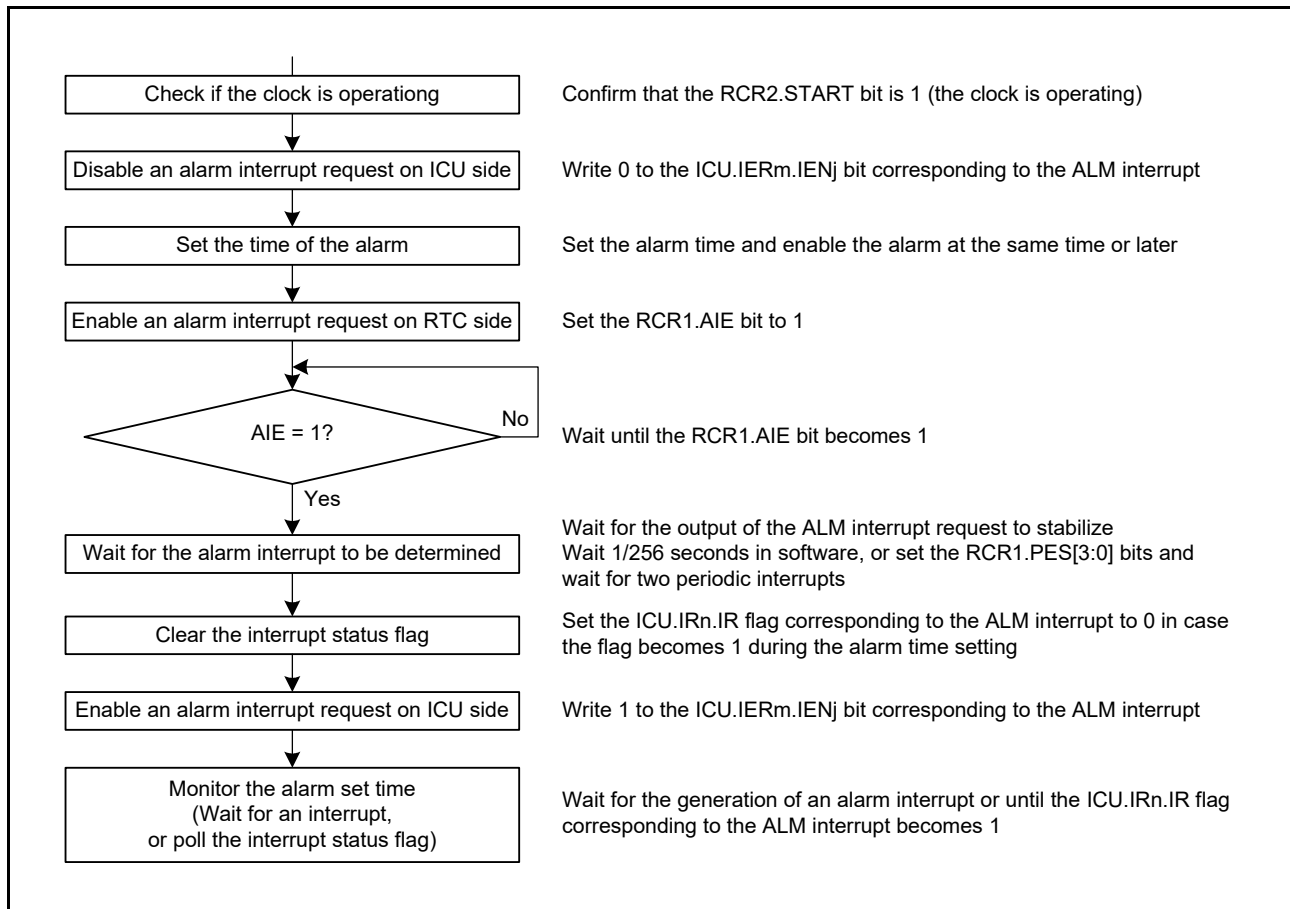 Check if the clock is operationg
Confirm that the RCR2.START bit is 1 (the clock is operating)
Disable an alarm interrupt request on ICU side
Write 0 to the ICU.IERm.IENj bit corresponding to the ALM interrupt
Set the time of the alarm
Set the alarm time and enable the alarm at the same time or later
Enable an alarm interrupt request on RTC side
Set the RCR1.AIE bit to 1
AIE = 1?
No
Wait until the RCR1.AIE bit becomes 1
Yes
Wait for the alarm interrupt to be determined
Wait for the output of the ALM interrupt request to stabilize
Wait 1/256 seconds in software, or set the RCR1.PES[3:0] bits and
wait for two periodic interrupts
Clear the interrupt status flag
Set the ICU.IRn.IR flag corresponding to the ALM interrupt to 0 in case
the flag becomes 1 during the alarm time setting
Enable an alarm interrupt request on ICU side
Write 1 to the ICU.IERm.IENj bit corresponding to the ALM interrupt
Monitor the alarm set time
(Wait for an interrupt,
or poll the interrupt status flag)
Wait for the generation of an alarm interrupt or until the ICU.IRn.IR flag
corresponding to the ALM interrupt becomes 1